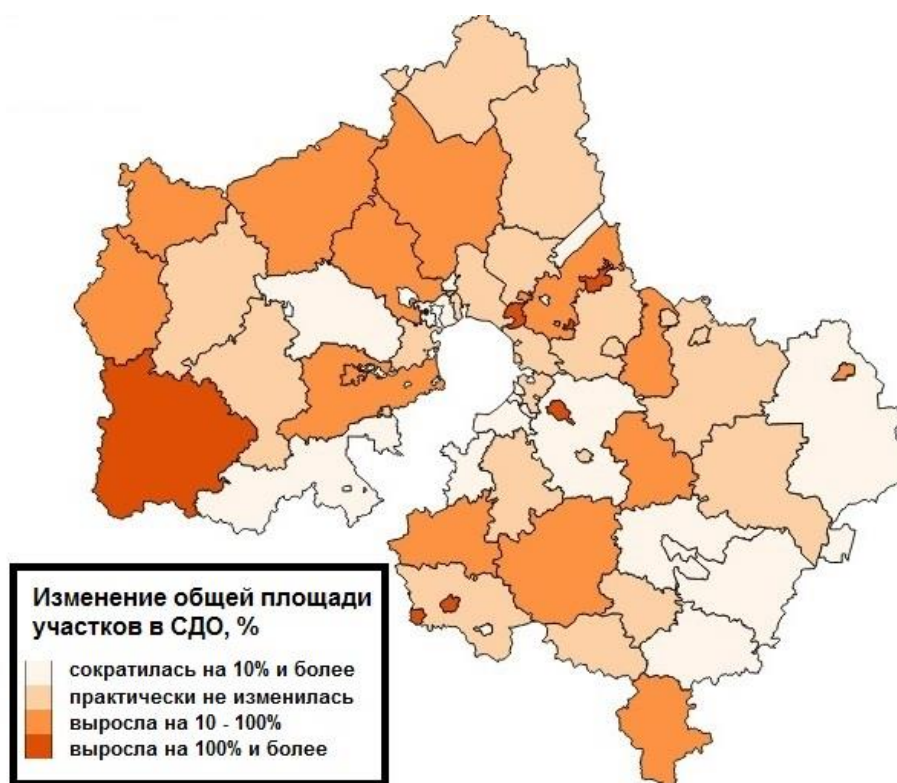 Изменение общей площади
участков в СДО, %
сократилась на 10% и более
практически не изменилась
выросла на 10 - 100%
выросла на 100% и более